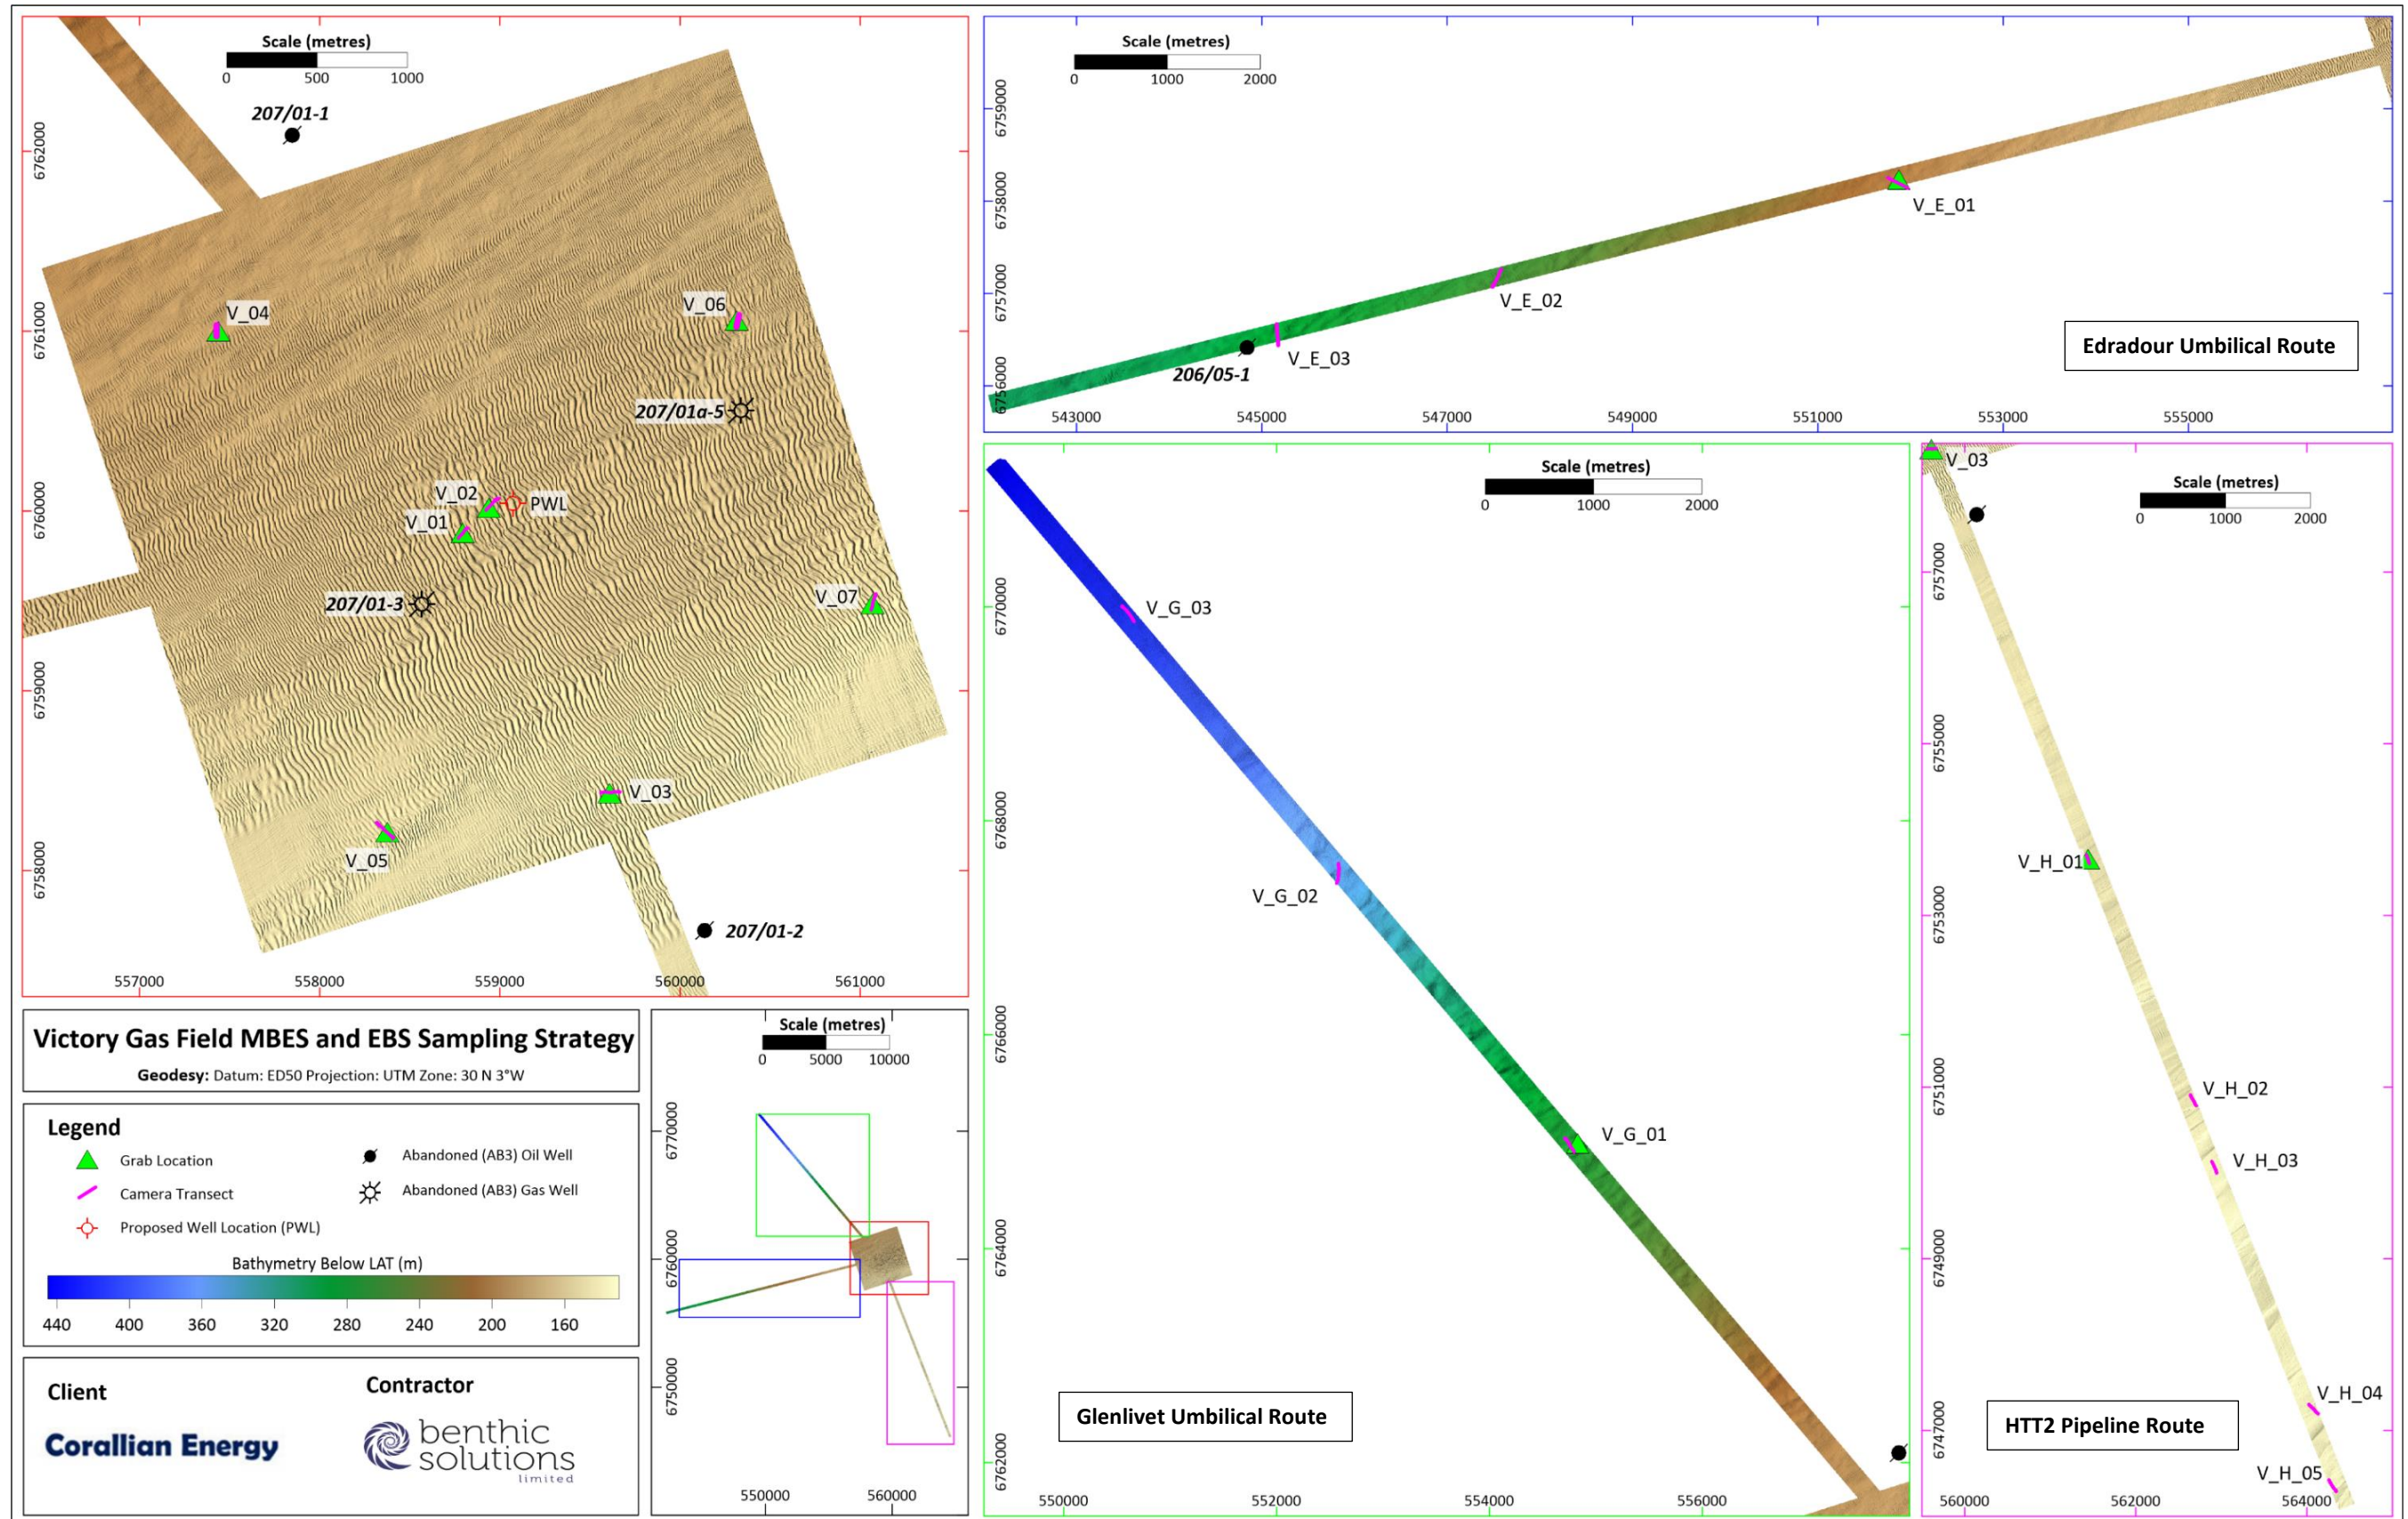 Scale (metres)
0 500 1000
207/01-1
6762000
6761000
6760000
6759000
6758000
V_04
V_06
207/01a-5
V_02
PWL
V_01
207/01-3
V_07
V_03
V_05
207/01-2
557000 558000 559000 560000 561000
Scale (metres)
0 1000 2000
6759000
6758000
6757000
6756000
V_E_01
V_E_02
V_E_03
206/05-1
Edradour Umbilical Route
543000 545000 547000 549000 551000 553000 555000
Scale (metres)
0 1000 2000
6770000
6768000
6766000
6764000
6762000
V_G_03
V_G_02
V_G_01
Glenlivet Umbilical Route
550000 552000 554000 556000
V_03
Scale (metres)
0 1000 2000
6757000
6755000
6753000
6751000
6749000
6747000
V_H_01
V_H_02
V_H_03
V_H_04
HTT2 Pipeline Route
V_H_05
560000 562000 564000
Victory Gas Field MBES and EBS Sampling Strategy
Geodesy: Datum: ED50 Projection: UTM Zone: 30 N 3°W
Legend
Grab Location
Abandoned (AB3) Oil Well
Camera Transect
Abandoned (AB3) Gas Well
Proposed Well Location (PWL)
Bathymetry Below LAT (m)
440 400 360 320 280 240 200 160
Client
Corallian Energy
Contractor
benthic
solutions
limited
Scale (metres)
0 5000 10000
6770000
6760000
6750000
550000 560000